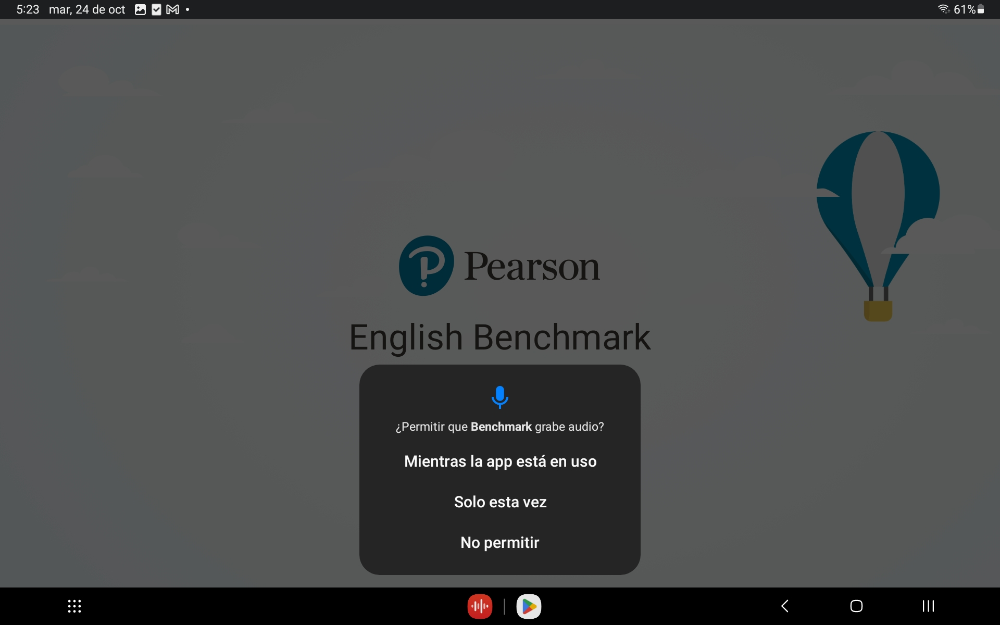 5:23 mar, 24 de oct
61%
Pearson
English Benchmark
¿Permitir que Benchmark grabe audio?
Mientras la app está en uso
Solo esta vez
No permitir